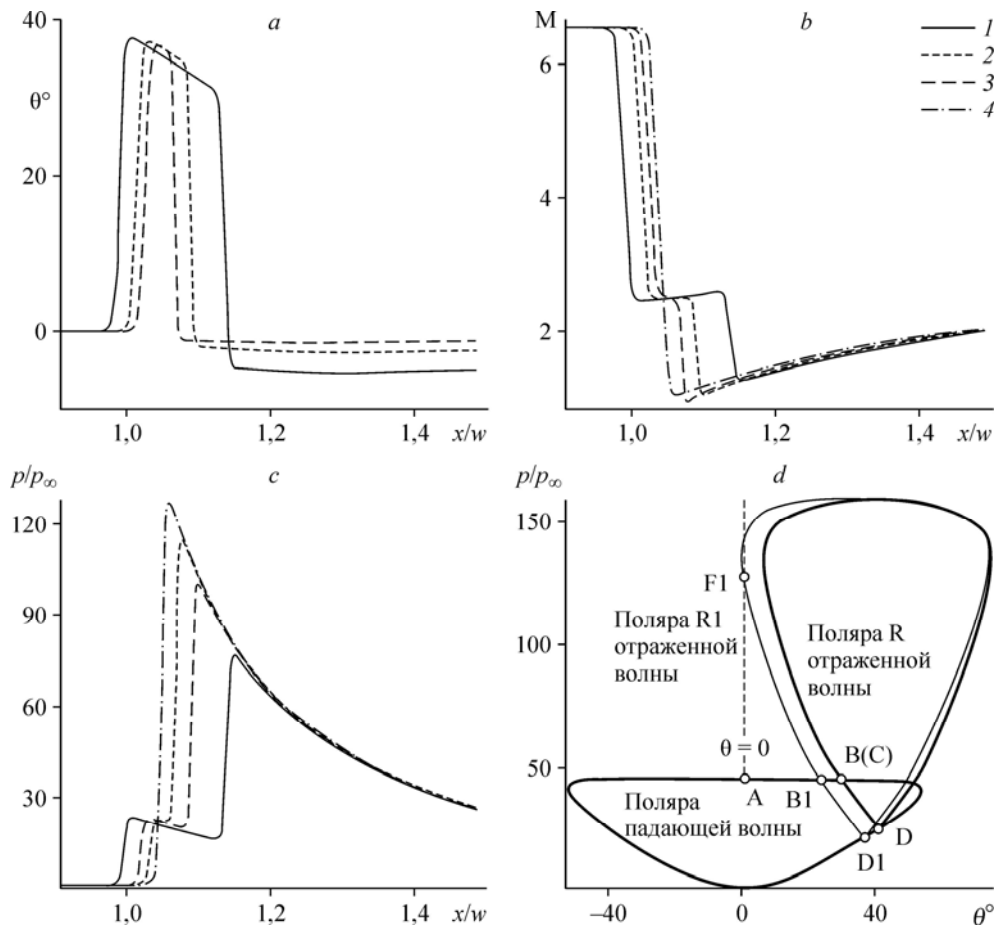 a
40
θ°
20
0
1,0
1,2
1,4
x/w
b
M
6
4
2
1
2
3
4
1,0
1,2
1,4
x/w
c
p/p∞
120
90
60
30
1,0
1,2
1,4
x/w
d
p/p∞
150
100
50
F1
Поляра R1
отраженной
волны
Поляра R
отраженной
волны
θ = 0
A
B1
B(C)
Поляра
падающей волны
D
D1
–40
0
40
θ°